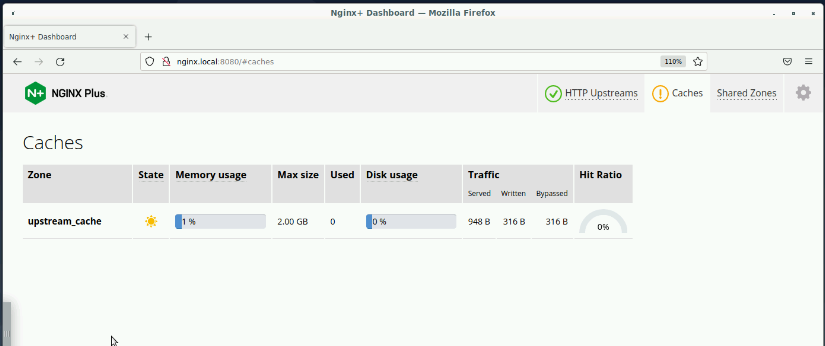 Nginx+ Dashboard — Mozilla Firefox
Nginx+ Dashboard
nginx.local:8080/#caches
110%
N+ NGINX Plus
HTTP Upstreams
Caches
Shared Zones
Caches
Zone State Memory usage Max size Used Disk usage Traffic Hit Ratio
Served Written Bypassed
upstream_cache 1 % 2.00 GB 0 0 % 948 B 316 B 316 B 0%